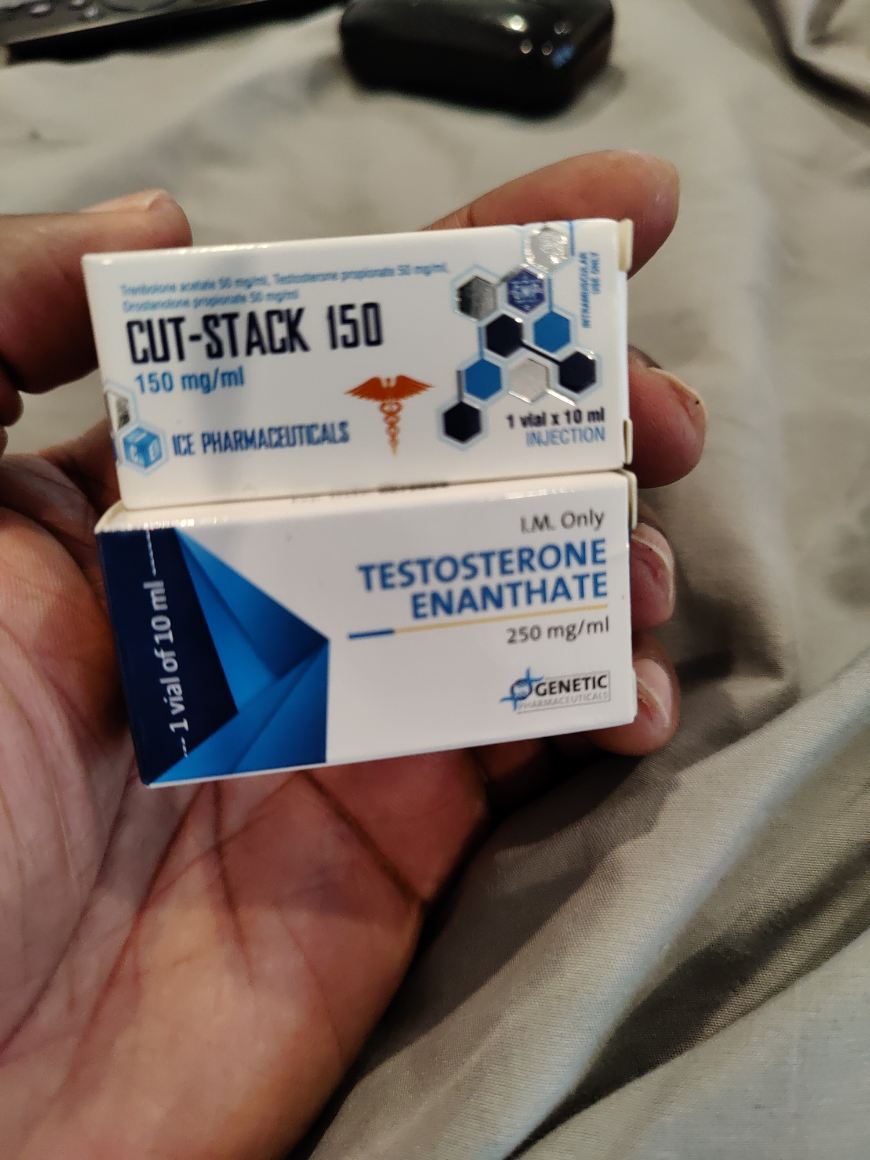 Trenbolone acetate 50 mg/ml, Testosterone propionate 50 mg/ml,
Drostanolone propionate 50 mg/ml
CUT-STACK 150
150 mg/ml
ICE PHARMACEUTICALS
1 vial x 10 ml
INJECTION
INTRAMUSCULAR
USE ONLY
1 vial of 10 ml
I.M. Only
TESTOSTERONE
ENANTHATE
250 mg/ml
GENETIC
PHARMACEUTICALS